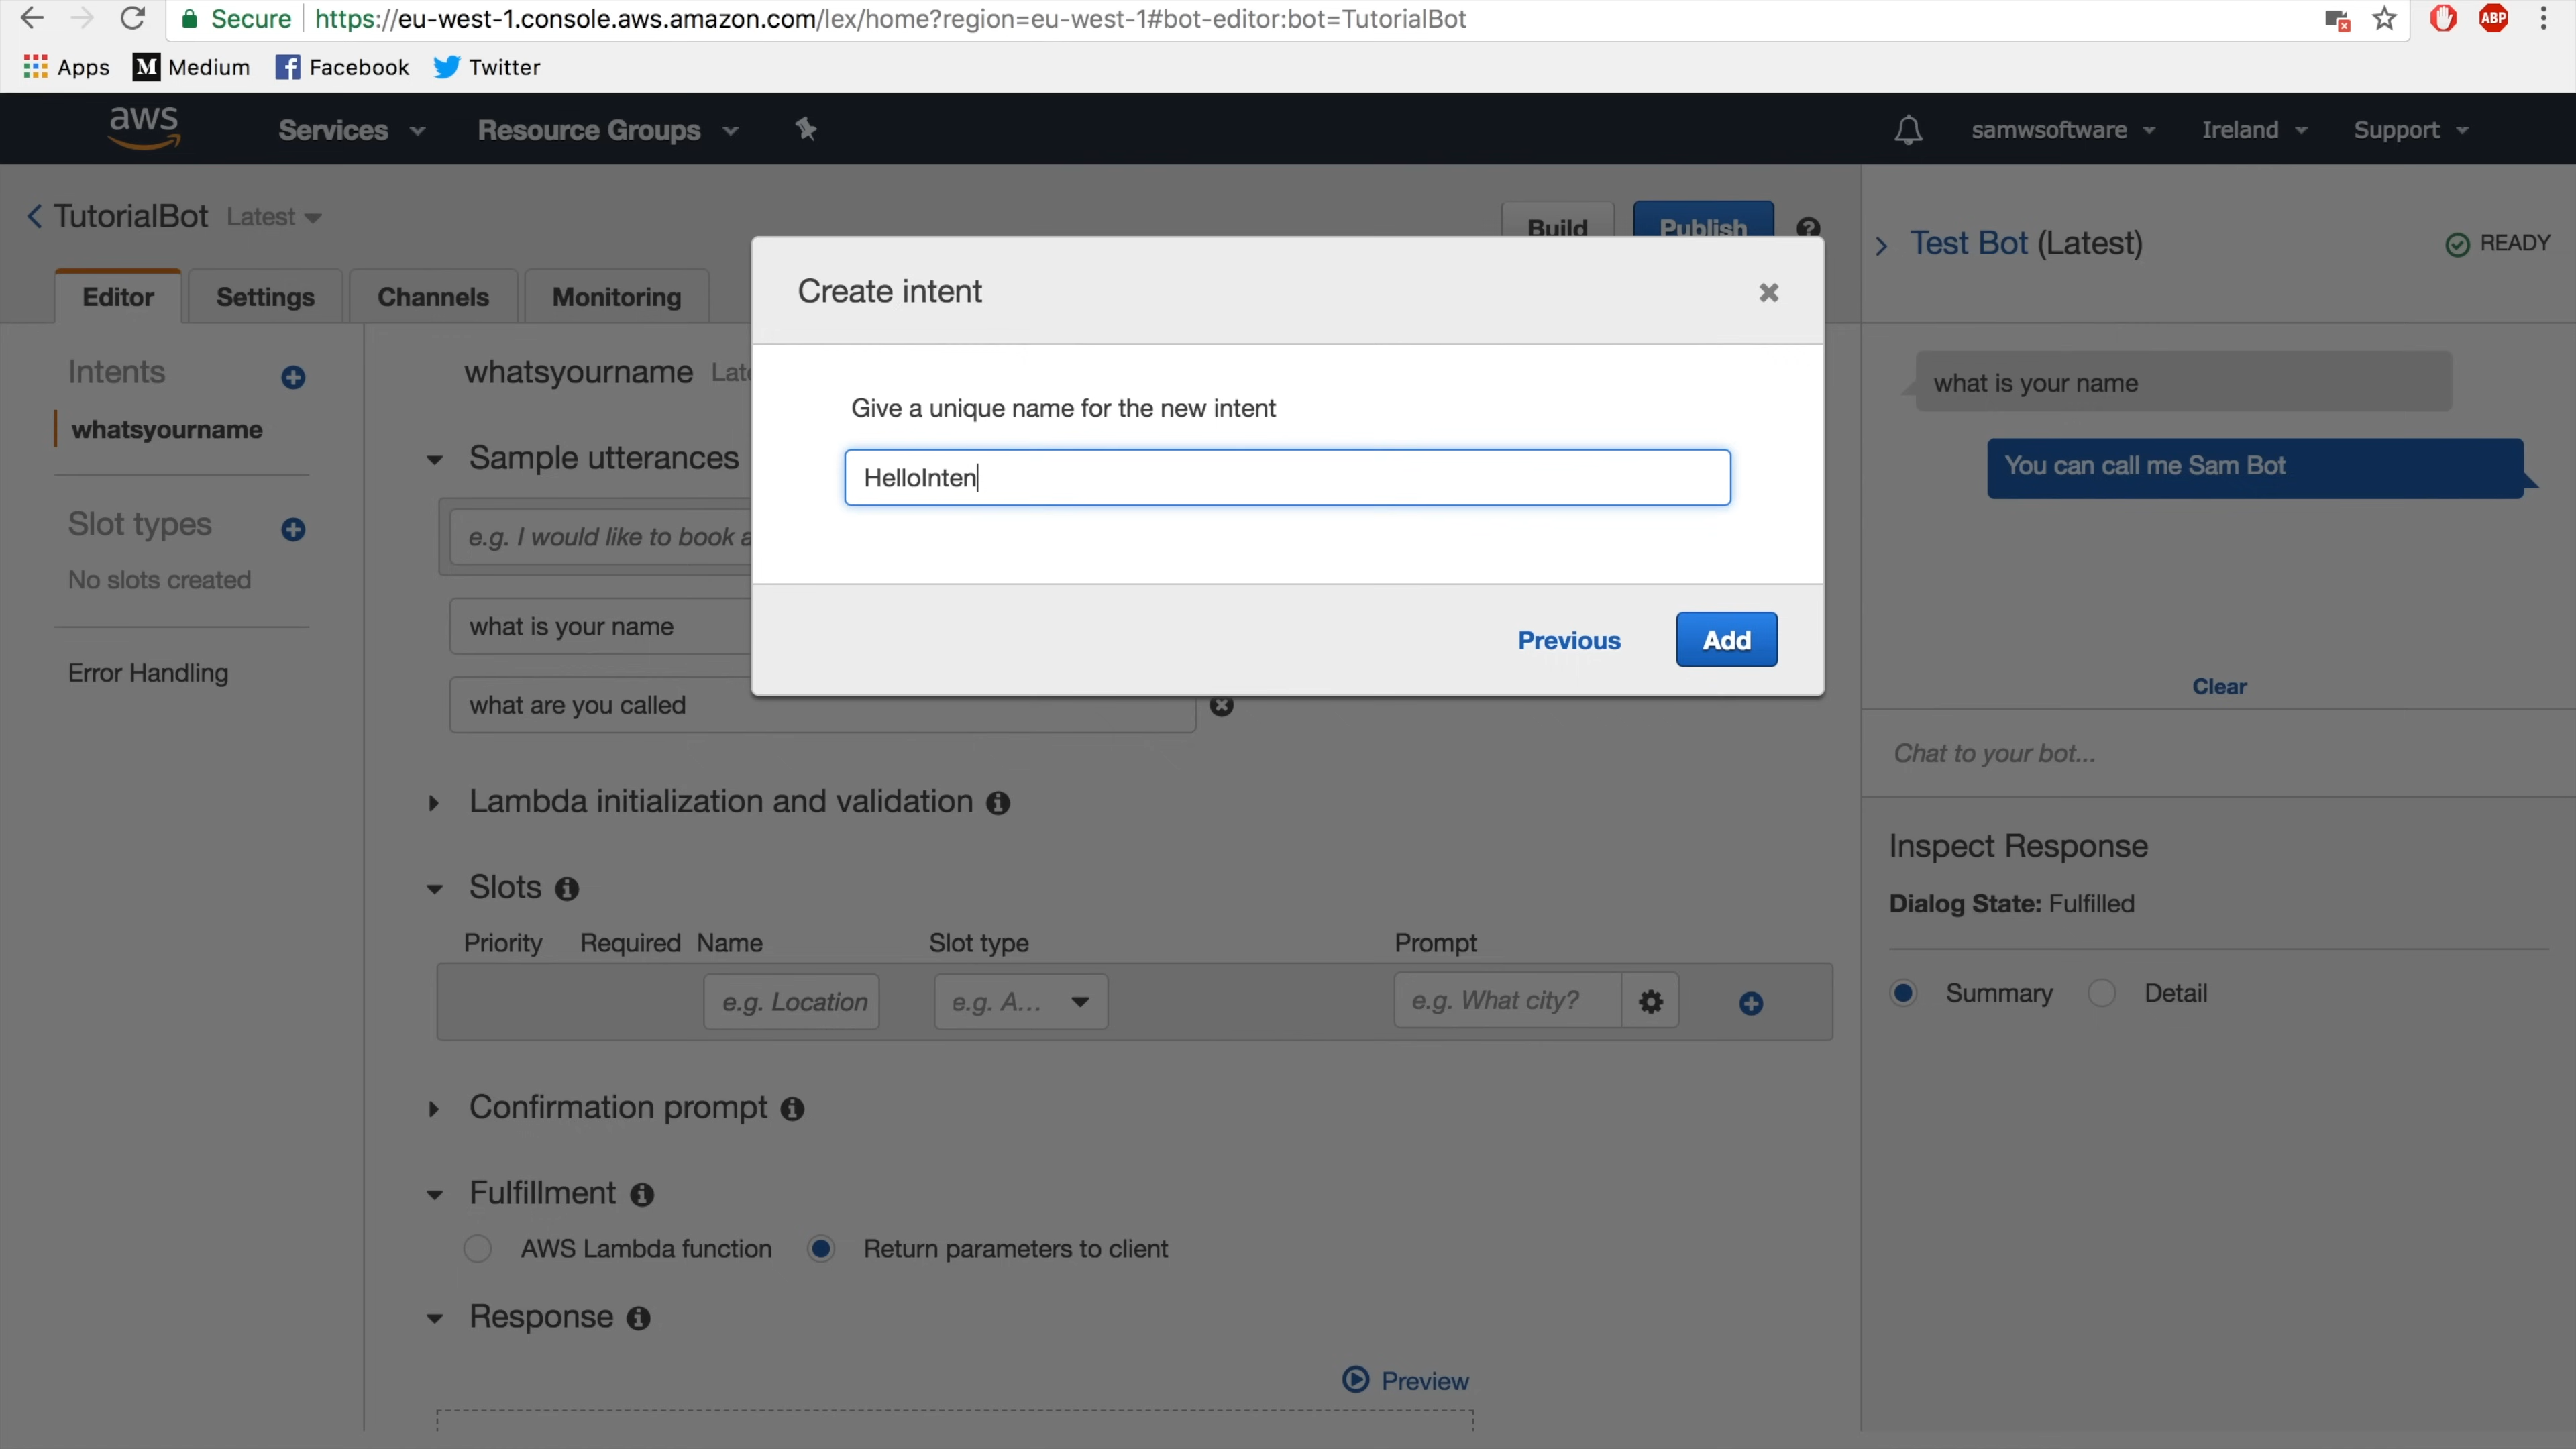 Secure https://eu-west-1.console.aws.amazon.com/lex/home?region=eu-west-1#bot-editor:bot=TutorialBot
ABP
Apps M Medium Facebook Twitter
aws Services Resource Groups samwsoftware Ireland Support
TutorialBot Latest
Build Publish ?
Test Bot (Latest) READY
Editor Settings Channels Monitoring
Create intent
Intents
whatsyourname
Slot types
No slots created
Error Handling
whatsyourname
Sample utterances
e.g. I would like to book a
what is your name
what are you called
Give a unique name for the new intent
HelloInten
Previous Add
Lambda initialization and validation
Slots
Priority Required Name Slot type Prompt
e.g. Location e.g. A... e.g. What city?
Confirmation prompt
Fulfillment
AWS Lambda function Return parameters to client
Response
Preview
what is your name
You can call me Sam Bot
Clear
Chat to your bot...
Inspect Response
Dialog State: Fulfilled
Summary Detail